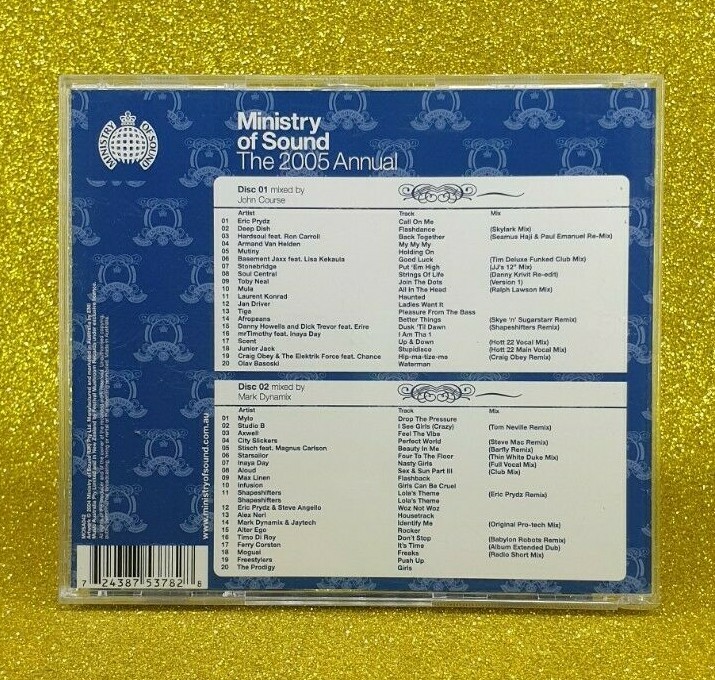 MINISTRY OF SOUND
Ministry
of Sound
The 2005 Annual
Disc 01 mixed by
John Course
Artist Track Mix
01 Eric Prydz Call On Me
02 Deep Dish Flashdance (Skylark Mix)
03 Hardsoul feat. Ron Carroll Back Together (Seamus Haji & Paul Emanuel Re-Mix)
04 Armand Van Helden My My My
05 Mutiny Holding On
06 Basement Jaxx feat. Lisa Kekaula Good Luck (Tim Deluxe Funked Club Mix)
07 Stonebridge Put 'Em High (JJ's 12" Mix)
08 Soul Central Strings Of Life (Danny Krivit Re-edit)
09 Toby Neal Join The Dots (Version 1)
10 Mula All In The Head (Ralph Lawson Mix)
11 Laurent Konrad Haunted
12 Jan Driver Ladies Want It
13 Tiga Pleasure From The Bass
14 Afropeans Better Things (Skye 'n' Sugarstarr Remix)
15 Danny Howells and Dick Trevor feat. Erire Dusk 'Til Dawn (Shapeshifters Remix)
16 mrTimothy feat. Inaya Day I Am Tha 1
17 Scent Up & Down (Hott 22 Vocal Mix)
18 Junior Jack Stupidisco (Hott 22 Main Vocal Mix)
19 Craig Obey & The Elektrik Force feat. Chance Hip-ma-tize-me (Craig Obey Remix)
20 Olav Basoski Waterman
Disc 02 mixed by
Mark Dynamix
Artist Track Mix
01 Mylo Drop The Pressure
02 Studio B I See Girls (Crazy) (Tom Neville Remix)
03 Axwell Feel The Vibe
04 City Slickers Perfect World (Steve Mac Remix)
05 Stisch feat. Magnus Carlson Beauty In Me (Barfly Remix)
06 Starsailor Four To The Floor (Thin White Duke Mix)
07 Inaya Day Nasty Girls (Full Vocal Mix)
08 Aloud Sex & Sun Part III (Club Mix)
09 Max Linen Flashback
10 Infusion Girls Can Be Cruel
11 Shapeshifters Lola's Theme (Eric Prydz Remix)
Shapeshifters Lola's Theme
12 Eric Prydz & Steve Angello Woz Not Woz
13 Alex Neri Housetrack
14 Mark Dynamix & Jaytech Identify Me (Original Pro-tech Mix)
15 Alter Ego Rocker
16 Timo Di Roy Don't Stop (Babylon Robots Remix)
17 Ferry Corsten It's Time (Album Extended Dub)
18 Moguai Freaks (Radio Short Mix)
19 Freestylers Push Up
20 The Prodigy Girls
www.ministryofsound.com.au
7 24387 53782 8